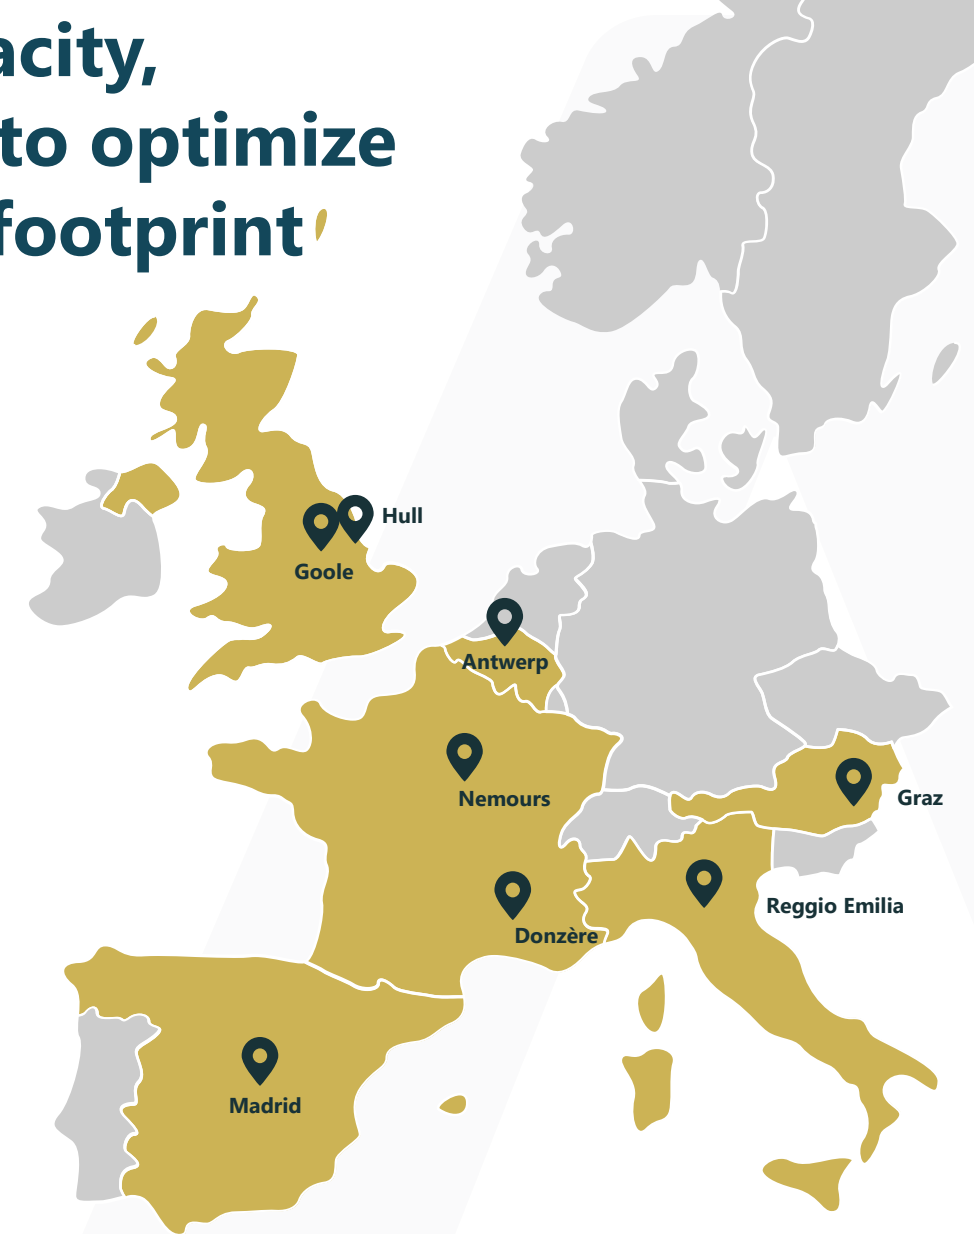 acity,
to optimize
footprint
Hull
Goole
Antwerp
Nemours
Graz
Reggio Emilia
Donzère
Madrid